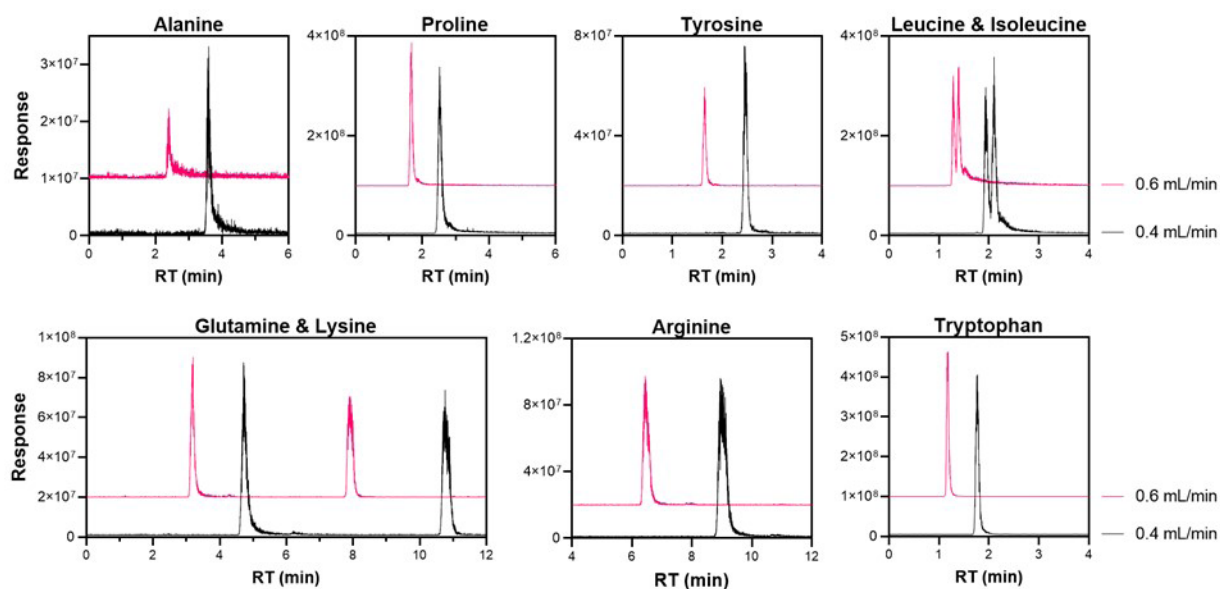 Alanine
Proline
Tyrosine
Leucine & Isoleucine
Response
3×10⁷
2×10⁷
1×10⁷
0
0 2 4 6
RT (min)
4×10⁸
2×10⁸
0
0 2 4 6
RT (min)
8×10⁷
4×10⁷
0
0 1 2 3 4
RT (min)
4×10⁸
2×10⁸
0
0 1 2 3 4
RT (min)
0.6 mL/min
0.4 mL/min
Glutamine & Lysine
Arginine
Tryptophan
Response
1×10⁸
8×10⁷
6×10⁷
4×10⁷
2×10⁷
0
0 2 4 6 8 10 12
RT (min)
1.2×10⁸
8×10⁷
4×10⁷
0
4 6 8 10 12
RT (min)
5×10⁸
4×10⁸
3×10⁸
2×10⁸
1×10⁸
0
0 1 2 3 4
RT (min)
0.6 mL/min
0.4 mL/min